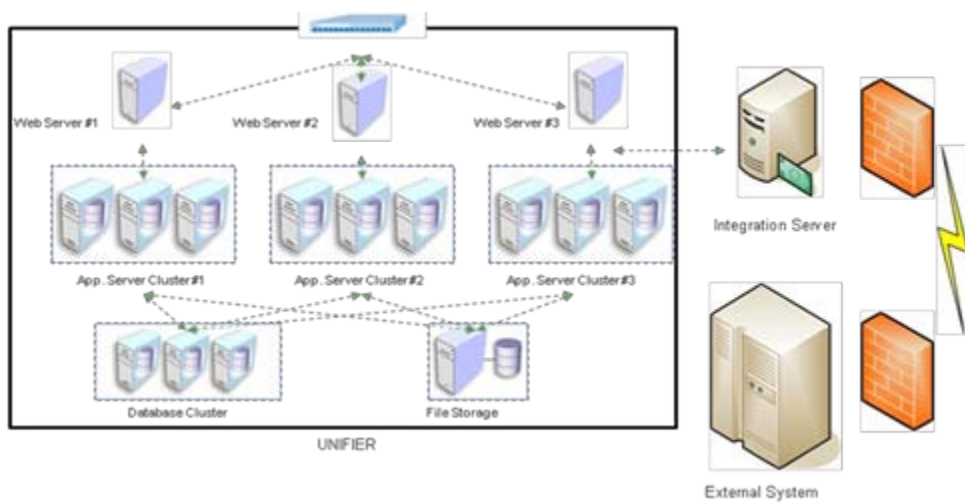 Web Server #1
Web Server #2
Web Server #3
Integration Server
App. Server Cluster#1
App. Server Cluster#2
App. Server Cluster#3
Database Cluster
File Storage
UNIFIER
External System